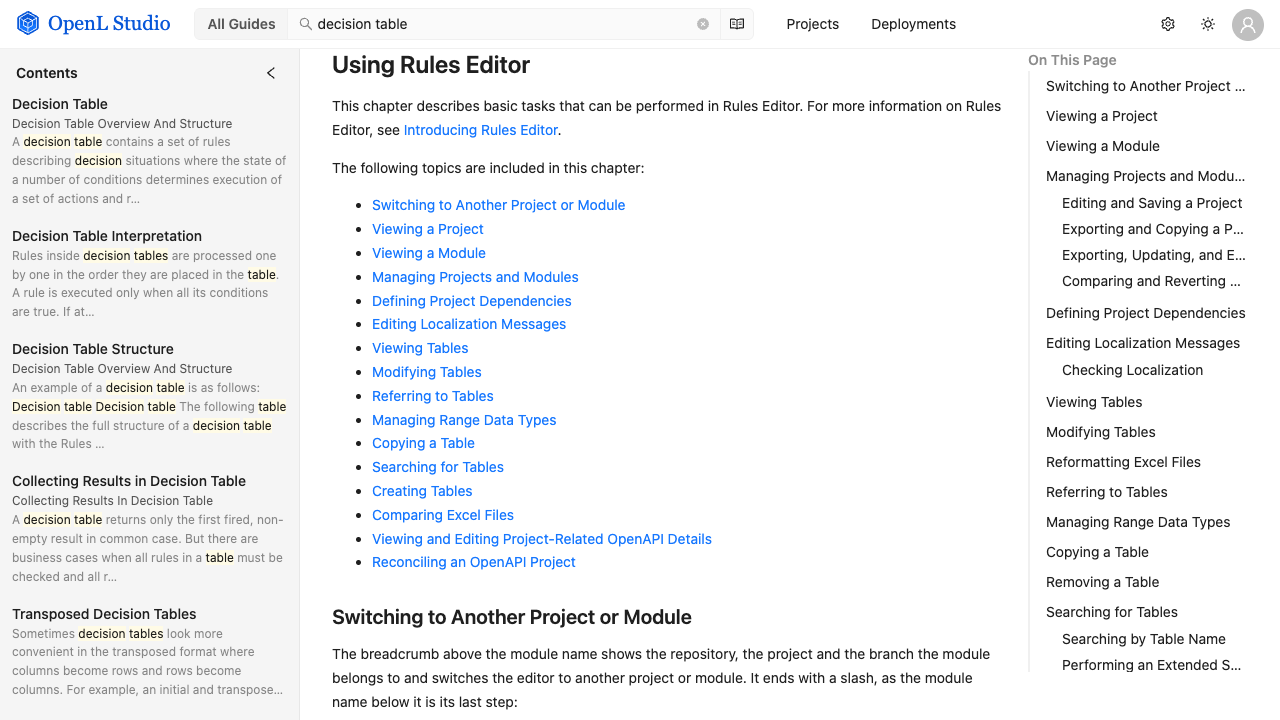 OpenL Studio
All Guides
decision table
Projects
Deployments
Contents
Decision Table
Decision Table Overview And Structure
A decision table contains a set of rules
describing decision situations where the state of
a number of conditions determines execution of
a set of actions and r...
Decision Table Interpretation
Rules inside decision tables are processed one
by one in the order they are placed in the table.
A rule is executed only when all its conditions
are true. If at...
Decision Table Structure
Decision Table Overview And Structure
An example of a decision table is as follows:
Decision table Decision table The following table
describes the full structure of a decision table
with the Rules ...
Collecting Results in Decision Table
Collecting Results In Decision Table
A decision table returns only the first fired, non-
empty result in common case. But there are
business cases when all rules in a table must be
checked and all r...
Transposed Decision Tables
Sometimes decision tables look more
convenient in the transposed format where
columns become rows and rows become
columns. For example, an initial and transpose...
Using Rules Editor
This chapter describes basic tasks that can be performed in Rules Editor. For more information on Rules
Editor, see Introducing Rules Editor.
The following topics are included in this chapter:
• Switching to Another Project or Module
• Viewing a Project
• Viewing a Module
• Managing Projects and Modules
• Defining Project Dependencies
• Editing Localization Messages
• Viewing Tables
• Modifying Tables
• Referring to Tables
• Managing Range Data Types
• Copying a Table
• Searching for Tables
• Creating Tables
• Comparing Excel Files
• Viewing and Editing Project-Related OpenAPI Details
• Reconciling an OpenAPI Project
Switching to Another Project or Module
The breadcrumb above the module name shows the repository, the project and the branch the module
belongs to and switches the editor to another project or module. It ends with a slash, as the module
name below it is its last step:
On This Page
Switching to Another Project ...
Viewing a Project
Viewing a Module
Managing Projects and Modu...
Editing and Saving a Project
Exporting and Copying a P...
Exporting, Updating, and E...
Comparing and Reverting ...
Defining Project Dependencies
Editing Localization Messages
Checking Localization
Viewing Tables
Modifying Tables
Reformatting Excel Files
Referring to Tables
Managing Range Data Types
Copying a Table
Removing a Table
Searching for Tables
Searching by Table Name
Performing an Extended S...